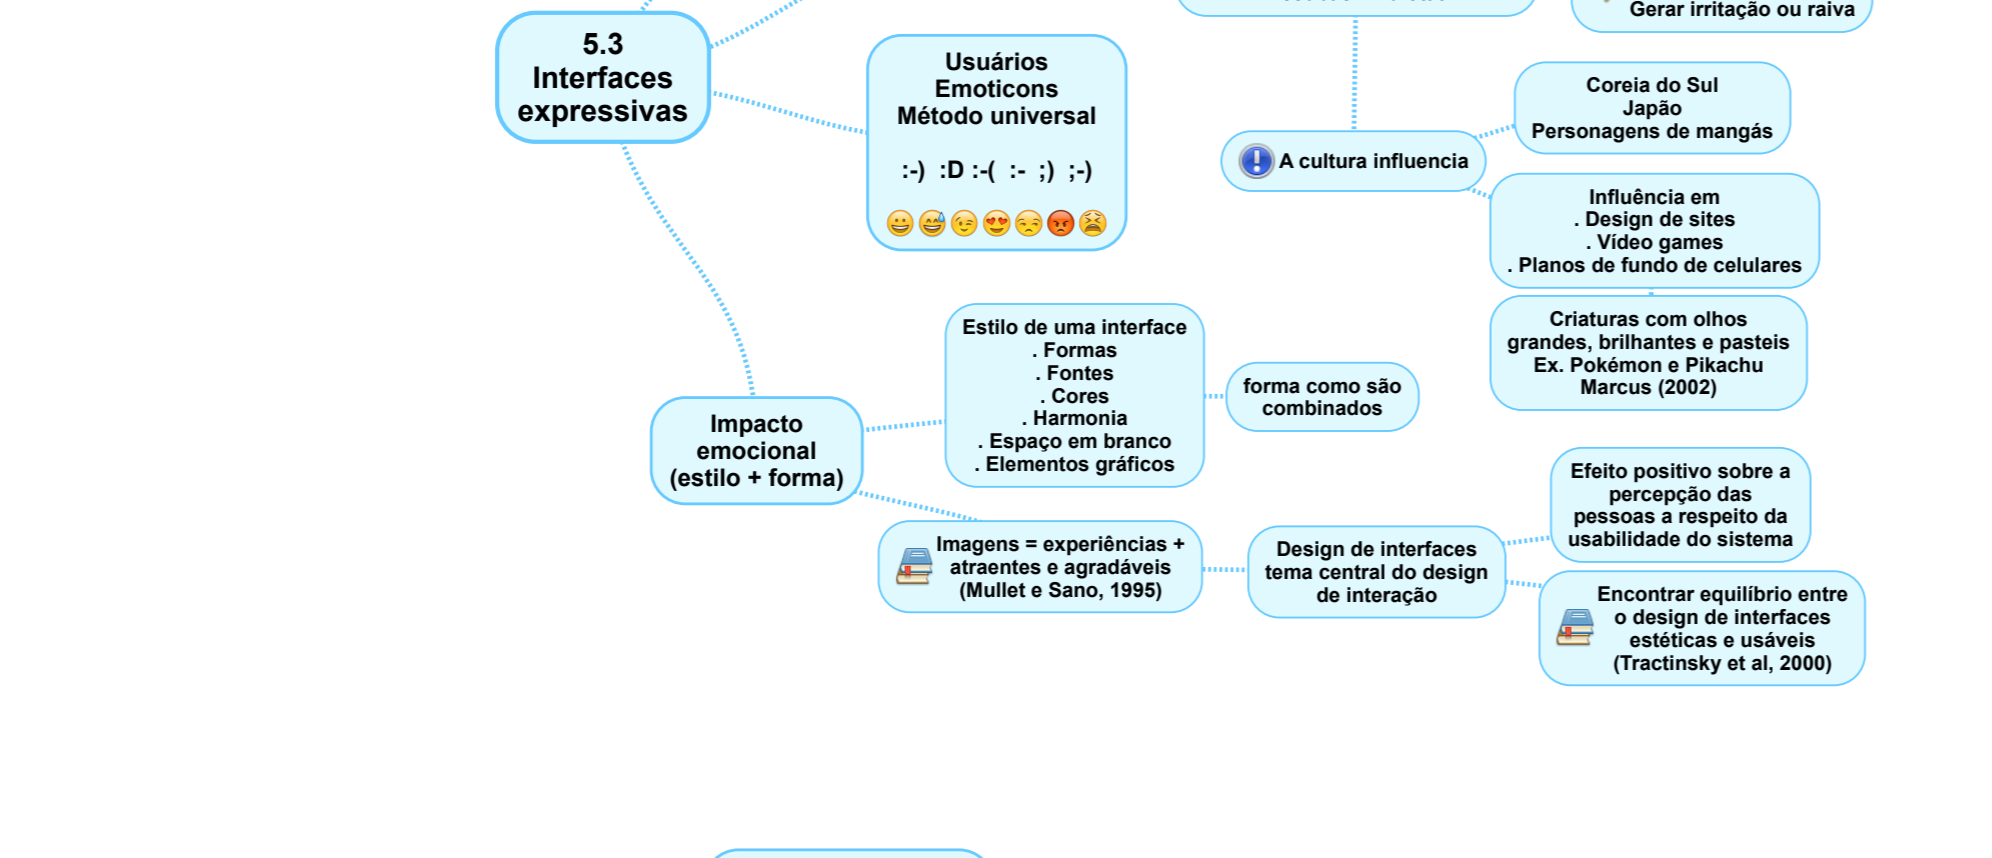 Gerar irritação ou raiva
5.3
Interfaces
expressivas
Usuários
Emoticons
Método universal
:-)  :D :-(  :-  ;)  ;-)
A cultura influencia
Coreia do Sul
Japão
Personagens de mangás
Influência em
. Design de sites
. Vídeo games
. Planos de fundo de celulares
Criaturas com olhos
grandes, brilhantes e pasteis
Ex. Pokémon e Pikachu
Marcus (2002)
Impacto
emocional
(estilo + forma)
Estilo de uma interface
. Formas
. Fontes
. Cores
. Harmonia
. Espaço em branco
. Elementos gráficos
forma como são
combinados
Imagens = experiências +
atraentes e agradáveis
(Mullet e Sano, 1995)
Design de interfaces
tema central do design
de interação
Efeito positivo sobre a
percepção das
pessoas a respeito da
usabilidade do sistema
Encontrar equilíbrio entre
o design de interfaces
estéticas e usáveis
(Tractinsky et al, 2000)